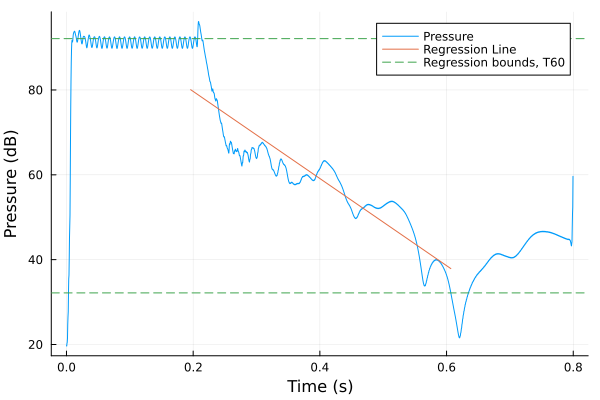 Pressure
Regression Line
Regression bounds, T60
80
60
40
20
Pressure (dB)
0.0
0.2
0.4
0.6
0.8
Time (s)